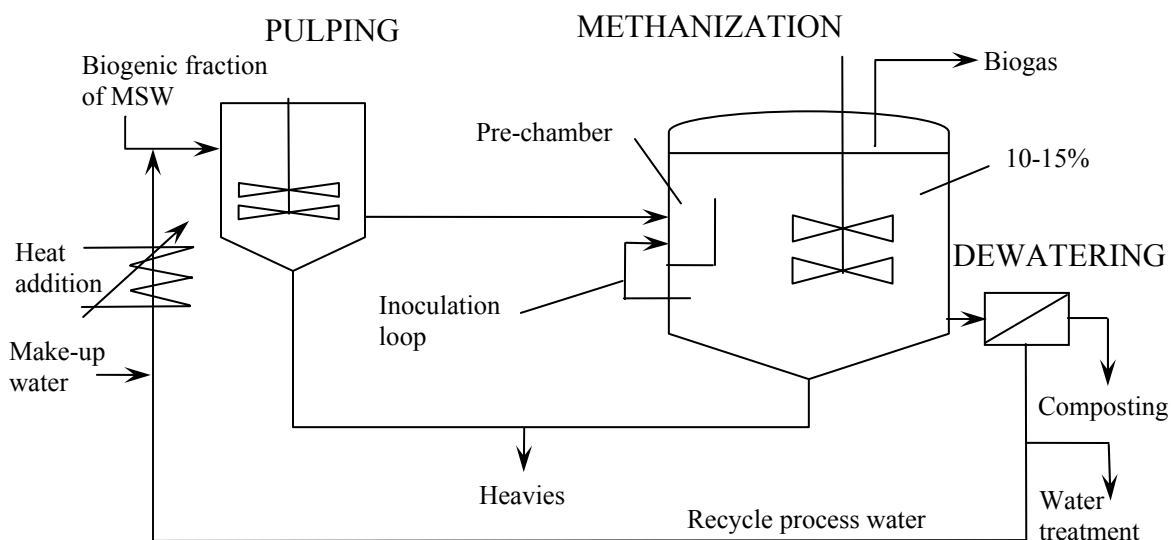 PULPING
METHANIZATION
Biogenic fraction
of MSW
Biogas
Pre-chamber
10-15%
Heat
addition
DEWATERING
Inoculation
loop
Make-up
water
Composting
Heavies
Recycle process water
Water
treatment